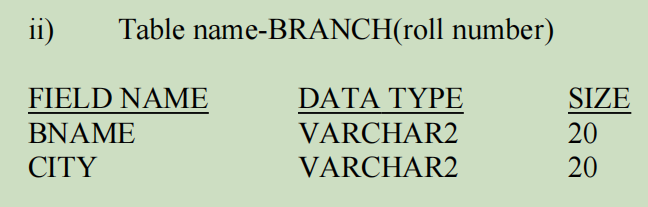 ii) Table name-BRANCH(roll number)
FIELD NAME DATA TYPE SIZE
BNAME VARCHAR2 20
CITY VARCHAR2 20